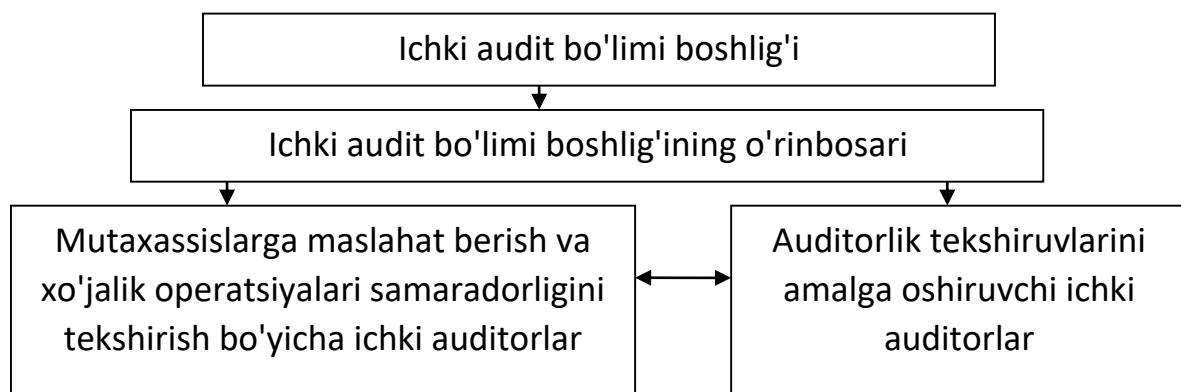 Ichki audit bo'limi boshlig'i
Ichki audit bo'limi boshlig'ining o'rinbosari
Mutaxassislarga maslahat berish va
xo'jalik operatsiyalari samaradorligini
tekshirish bo'yicha ichki auditorlar
Auditorlik tekshiruvlarini
amalga oshiruvchi ichki
auditorlar